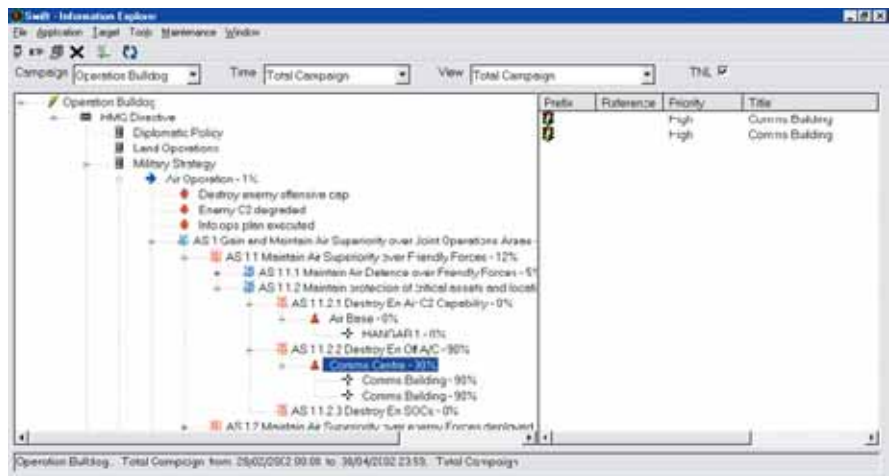 Swift - Information Explorer
File Application Target Tools Maintenance Window
Campaign Operation Bulldog Time Total Campaign View Total Campaign TNL
Operation Bulldog
HMG Directive
Diplomatic Policy
Land Operations
Military Strategy
Air Operation - 1%
Destroy enemy offensive cap
Enemy C2 degraded
Info ops plan executed
AS 1 Gain and Maintain Air Superiority over Joint Operations Areas -
AS 1 1 Maintain Air Superiority over Friendly Forces - 12%
AS 1 1.1 Maintain Air Defence over Friendly Forces - 5%
AS 1 1.2 Maintain protecion of critical assets and locati
AS 1 1.2.1 Destroy En Air C2 Capability - 0%
Air Base - 0%
HANGAR 1 - 0%
AS 1 1 2.2 Destroy En Off A/C - 90%
Comms Centre - 90%
Comms Building - 90%
Comms Building - 90%
AS 1 1 2.3 Destroy En SOCs - 0%
AS 1 2 Maintain Air Superiority over enemy Forces deployed
Prefix Reference Priority Title
High Comms Building
High Comms Building
Operation Bulldog. Total Campaign from 28/02/2002 00:00 to 30/04/2002 23:59. Total Campaign